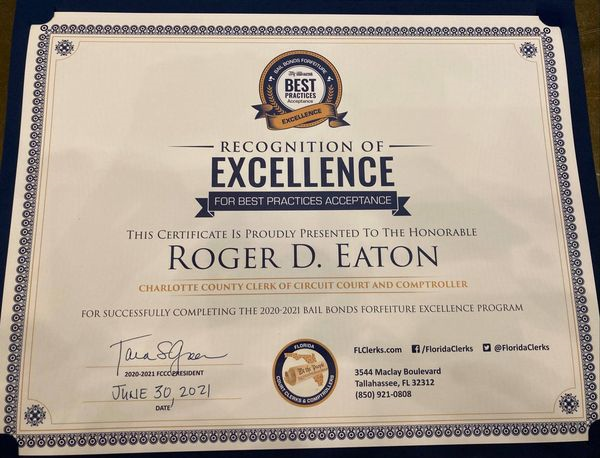 BAIL BONDS FORFEITURE
BEST
PRACTICES
Acceptance
EXCELLENCE
RECOGNITION OF
EXCELLENCE
FOR BEST PRACTICES ACCEPTANCE
THIS CERTIFICATE IS PROUDLY PRESENTED TO THE HONORABLE
ROGER D. EATON
CHARLOTTE COUNTY CLERK OF CIRCUIT COURT AND COMPTROLLER
FOR SUCCESSFULLY COMPLETING THE 2020-2021 BAIL BONDS FORFEITURE EXCELLENCE PROGRAM
2020-2021 FCCC PRESIDENT
JUNE 30, 2021
DATE
FLORIDA
We the People
COURT CLERKS & COMPTROLLERS
FLClerks.com /FloridaClerks @FloridaClerks
3544 Maclay Boulevard
Tallahassee, FL 32312
(850) 921-0808